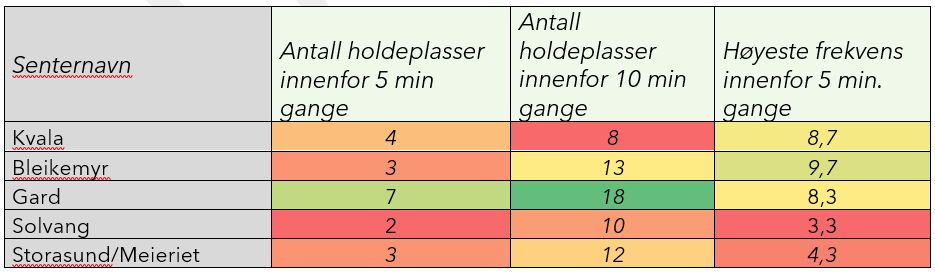 Senternavn
Antall holdeplasser
innenfor 5 min
gange
Antall
holdeplasser
innenfor 10 min
gange
Høyeste frekvens
innenfor 5 min.
gange
Kvala 4 8 8,7
Bleikemyr 3 13 9,7
Gard 7 18 8,3
Solvang 2 10 3,3
Storasund/Meieriet 3 12 4,3